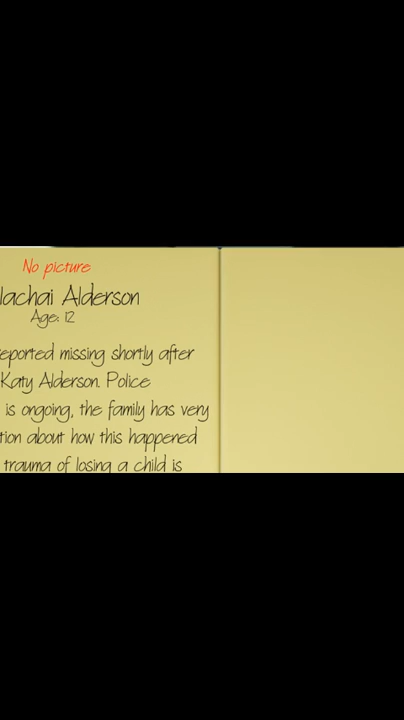 No picture
lachai Alderson
Age: 12
eported missing shortly after
Katy Alderson. Police
is ongoing, the family has very
tion about how this happened
trauma of losing a child is